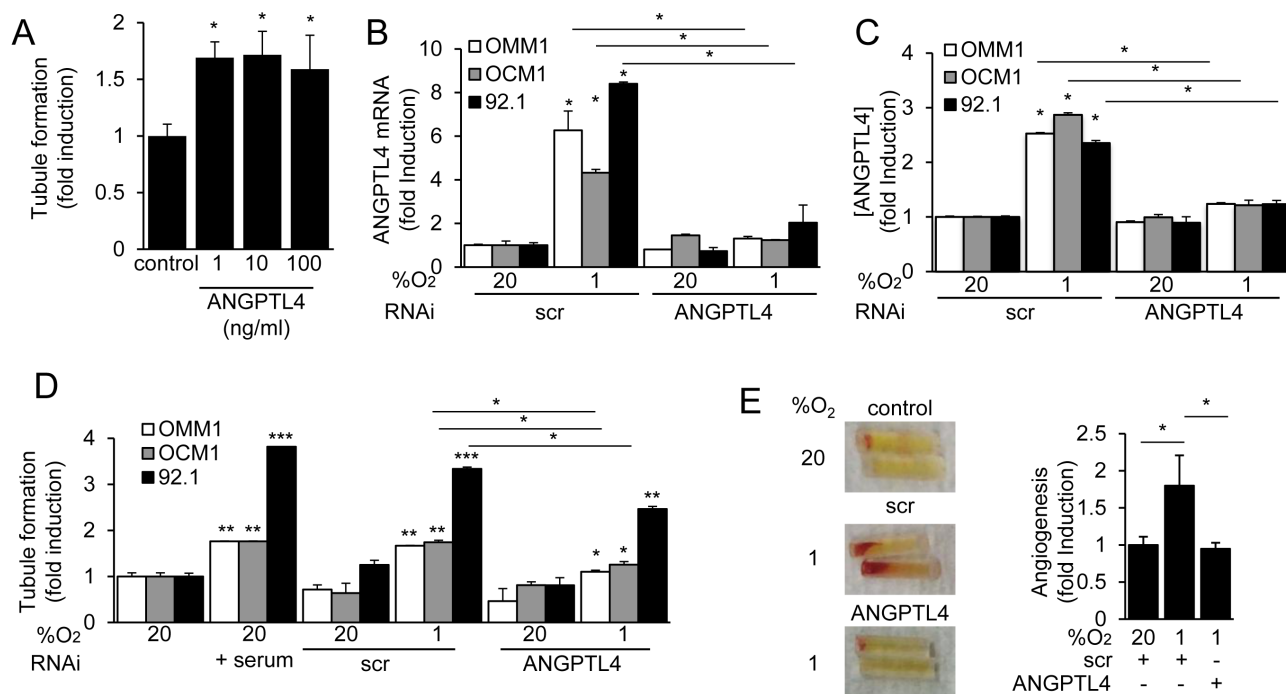 A
Tubule formation
(fold induction)
2
1.5
1
0.5
0
* * *
control 1 10 100
ANGPTL4
(ng/ml)
B
ANGPTL4 mRNA
(fold Induction)
10
8
6
4
2
0
OMM1
OCM1
92.1
*
*
*
* * *
%O2 20 1 20 1
RNAi scr ANGPTL4
C
[ANGPTL4]
(fold Induction)
4
3
2
1
0
OMM1
OCM1
92.1
*
*
*
* * *
%O2 20 1 20 1
RNAi scr ANGPTL4
D
Tubule formation
(fold induction)
4
3
2
1
0
OMM1
OCM1
92.1
*
*
*
** ** *** ** ** *** * * **
%O2 20 20 20 1 20 1
RNAi + serum scr ANGPTL4
E
%O2 control
20
scr
1
ANGPTL4
1
Angiogenesis
(fold Induction)
2.5
2
1.5
1
0.5
0
*
*
%O2 20 1 1
scr + + -
ANGPTL4 - - +